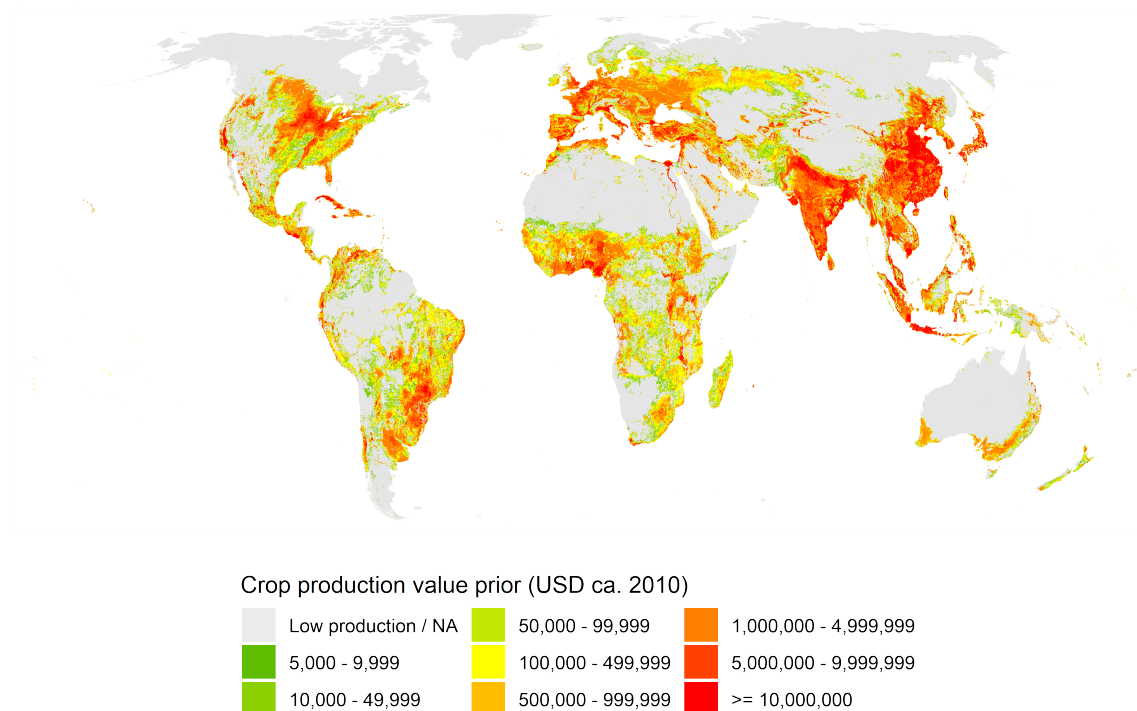 Crop production value prior (USD ca. 2010)
Low production / NA
5,000 - 9,999
10,000 - 49,999
50,000 - 99,999
100,000 - 499,999
500,000 - 999,999
1,000,000 - 4,999,999
5,000,000 - 9,999,999
>= 10,000,000